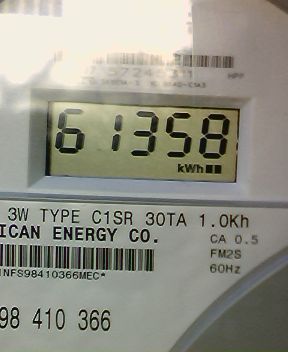 61358
kWh
3W TYPE C1SR 30TA 1.0Kh
ICAN ENERGY CO.
CA 0.5
FM2S
60Hz
INFS98410366MEC*
98 410 366